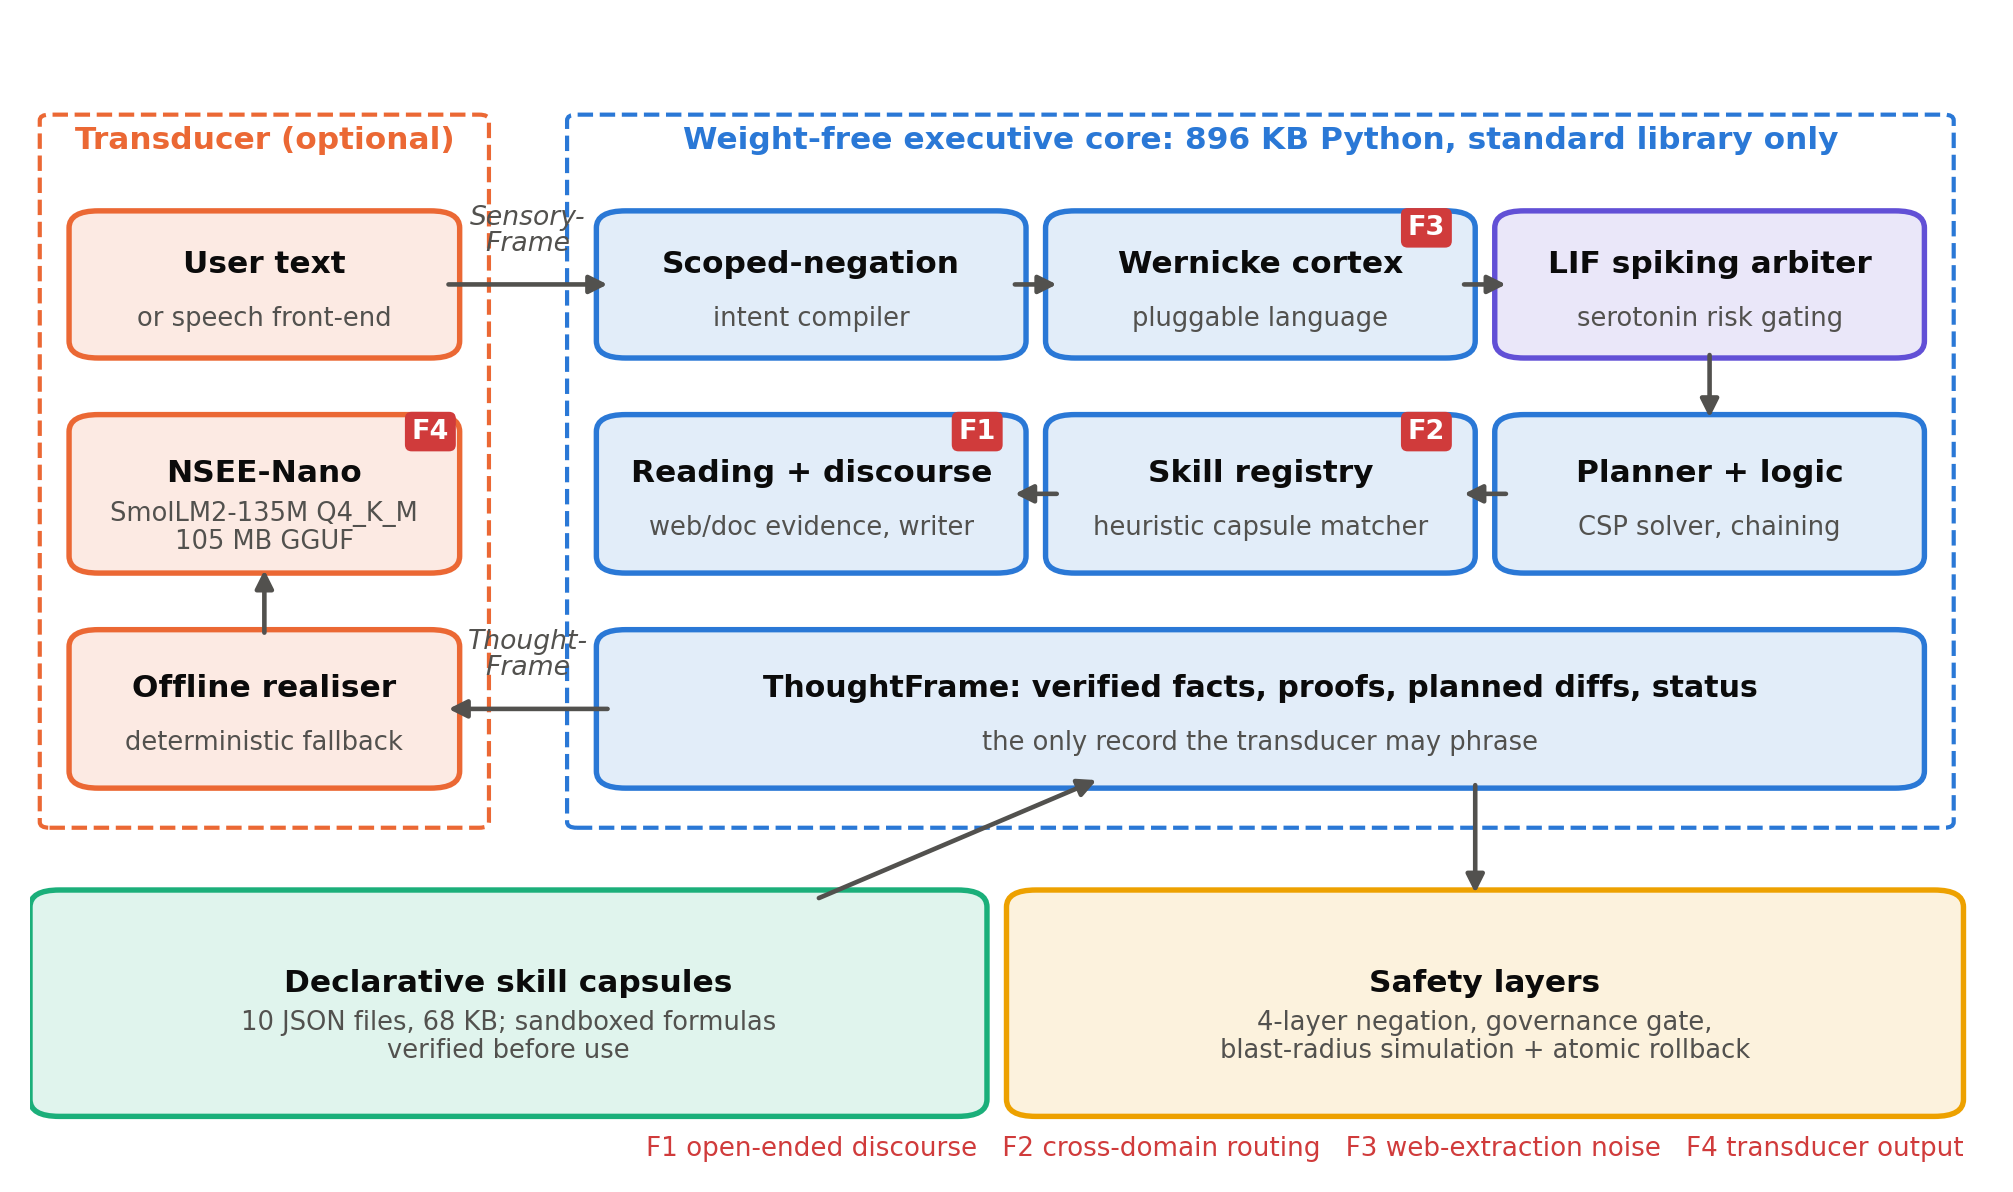 Transducer (optional)
Weight-free executive core: 896 KB Python, standard library only
User text
or speech front-end
Sensory-
Frame
Scoped-negation
intent compiler
F3
Wernicke cortex
pluggable language
LIF spiking arbiter
serotonin risk gating
F4
NSEE-Nano
SmolLM2-135M Q4_K_M
105 MB GGUF
F1
Reading + discourse
web/doc evidence, writer
F2
Skill registry
heuristic capsule matcher
Planner + logic
CSP solver, chaining
Offline realiser
deterministic fallback
Thought-
Frame
ThoughtFrame: verified facts, proofs, planned diffs, status
the only record the transducer may phrase
Declarative skill capsules
10 JSON files, 68 KB; sandboxed formulas
verified before use
Safety layers
4-layer negation, governance gate,
blast-radius simulation + atomic rollback
F1 open-ended discourse F2 cross-domain routing F3 web-extraction noise F4 transducer output